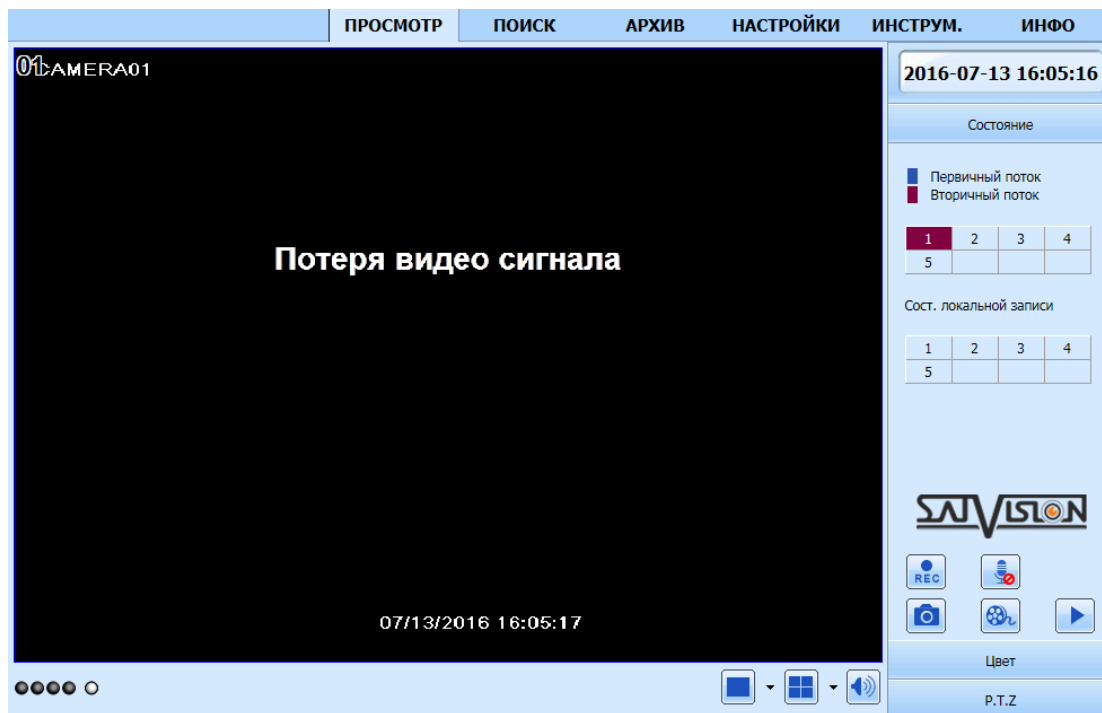 ПРОСМОТР ПОИСК АРХИВ НАСТРОЙКИ ИНСТРУМ. ИНФО
01 CAMERA01
2016-07-13 16:05:16
Состояние
Первичный поток
Вторичный поток
1 2 3 4
5
Потеря видео сигнала
Сост. локальной записи
1 2 3 4
5
SATVISION
REC
07/13/2016 16:05:17
Цвет
P.T.Z